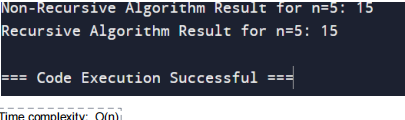 Non-Recursive Algorithm Result for n=5: 15
Recursive Algorithm Result for n=5: 15
=== Code Execution Successful ===
Time complexity: O(n)